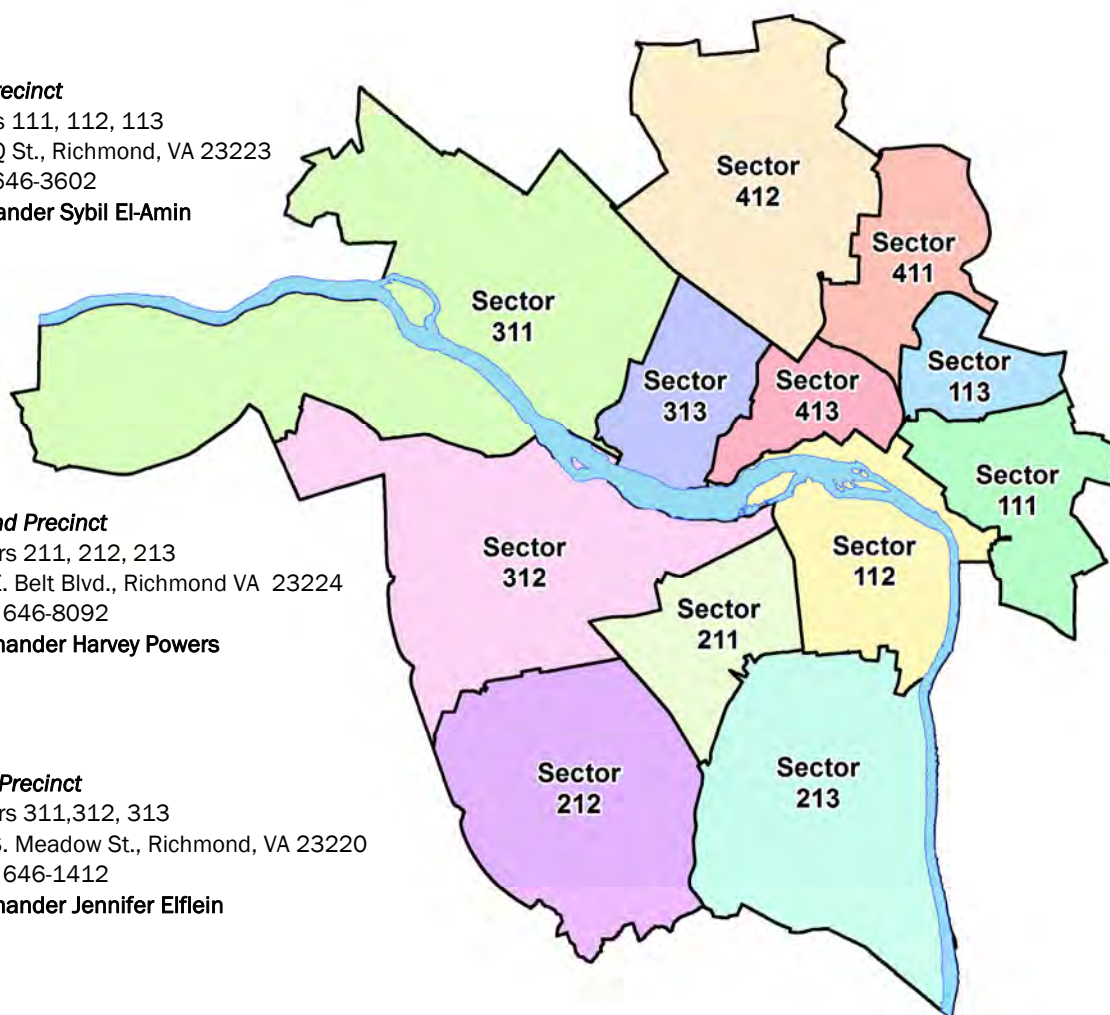 recinct
s 111, 112, 113
Q St., Richmond, VA 23223
646-3602
ander Sybil El-Amin
nd Precinct
rs 211, 212, 213
E. Belt Blvd., Richmond VA 23224
646-8092
mander Harvey Powers
Precinct
rs 311,312, 313
S. Meadow St., Richmond, VA 23220
646-1412
mander Jennifer Elflein
Sector
412
Sector
411
Sector
311
Sector
313
Sector
413
Sector
113
Sector
111
Sector
312
Sector
112
Sector
211
Sector
212
Sector
213